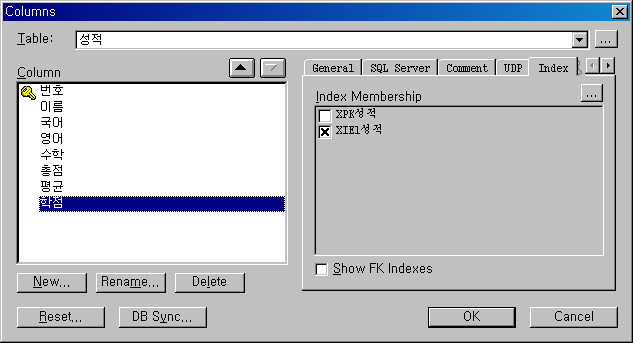 Columns
Table:
성적
...
Column
번호
이름
국어
영어
수학
총점
평균
학점
General
SQL Server
Comment
UDP
Index
Index Membership
...
XPK성적
XIE1성적
Show FK Indexes
New...
Rename...
Delete
Reset...
DB Sync...
OK
Cancel